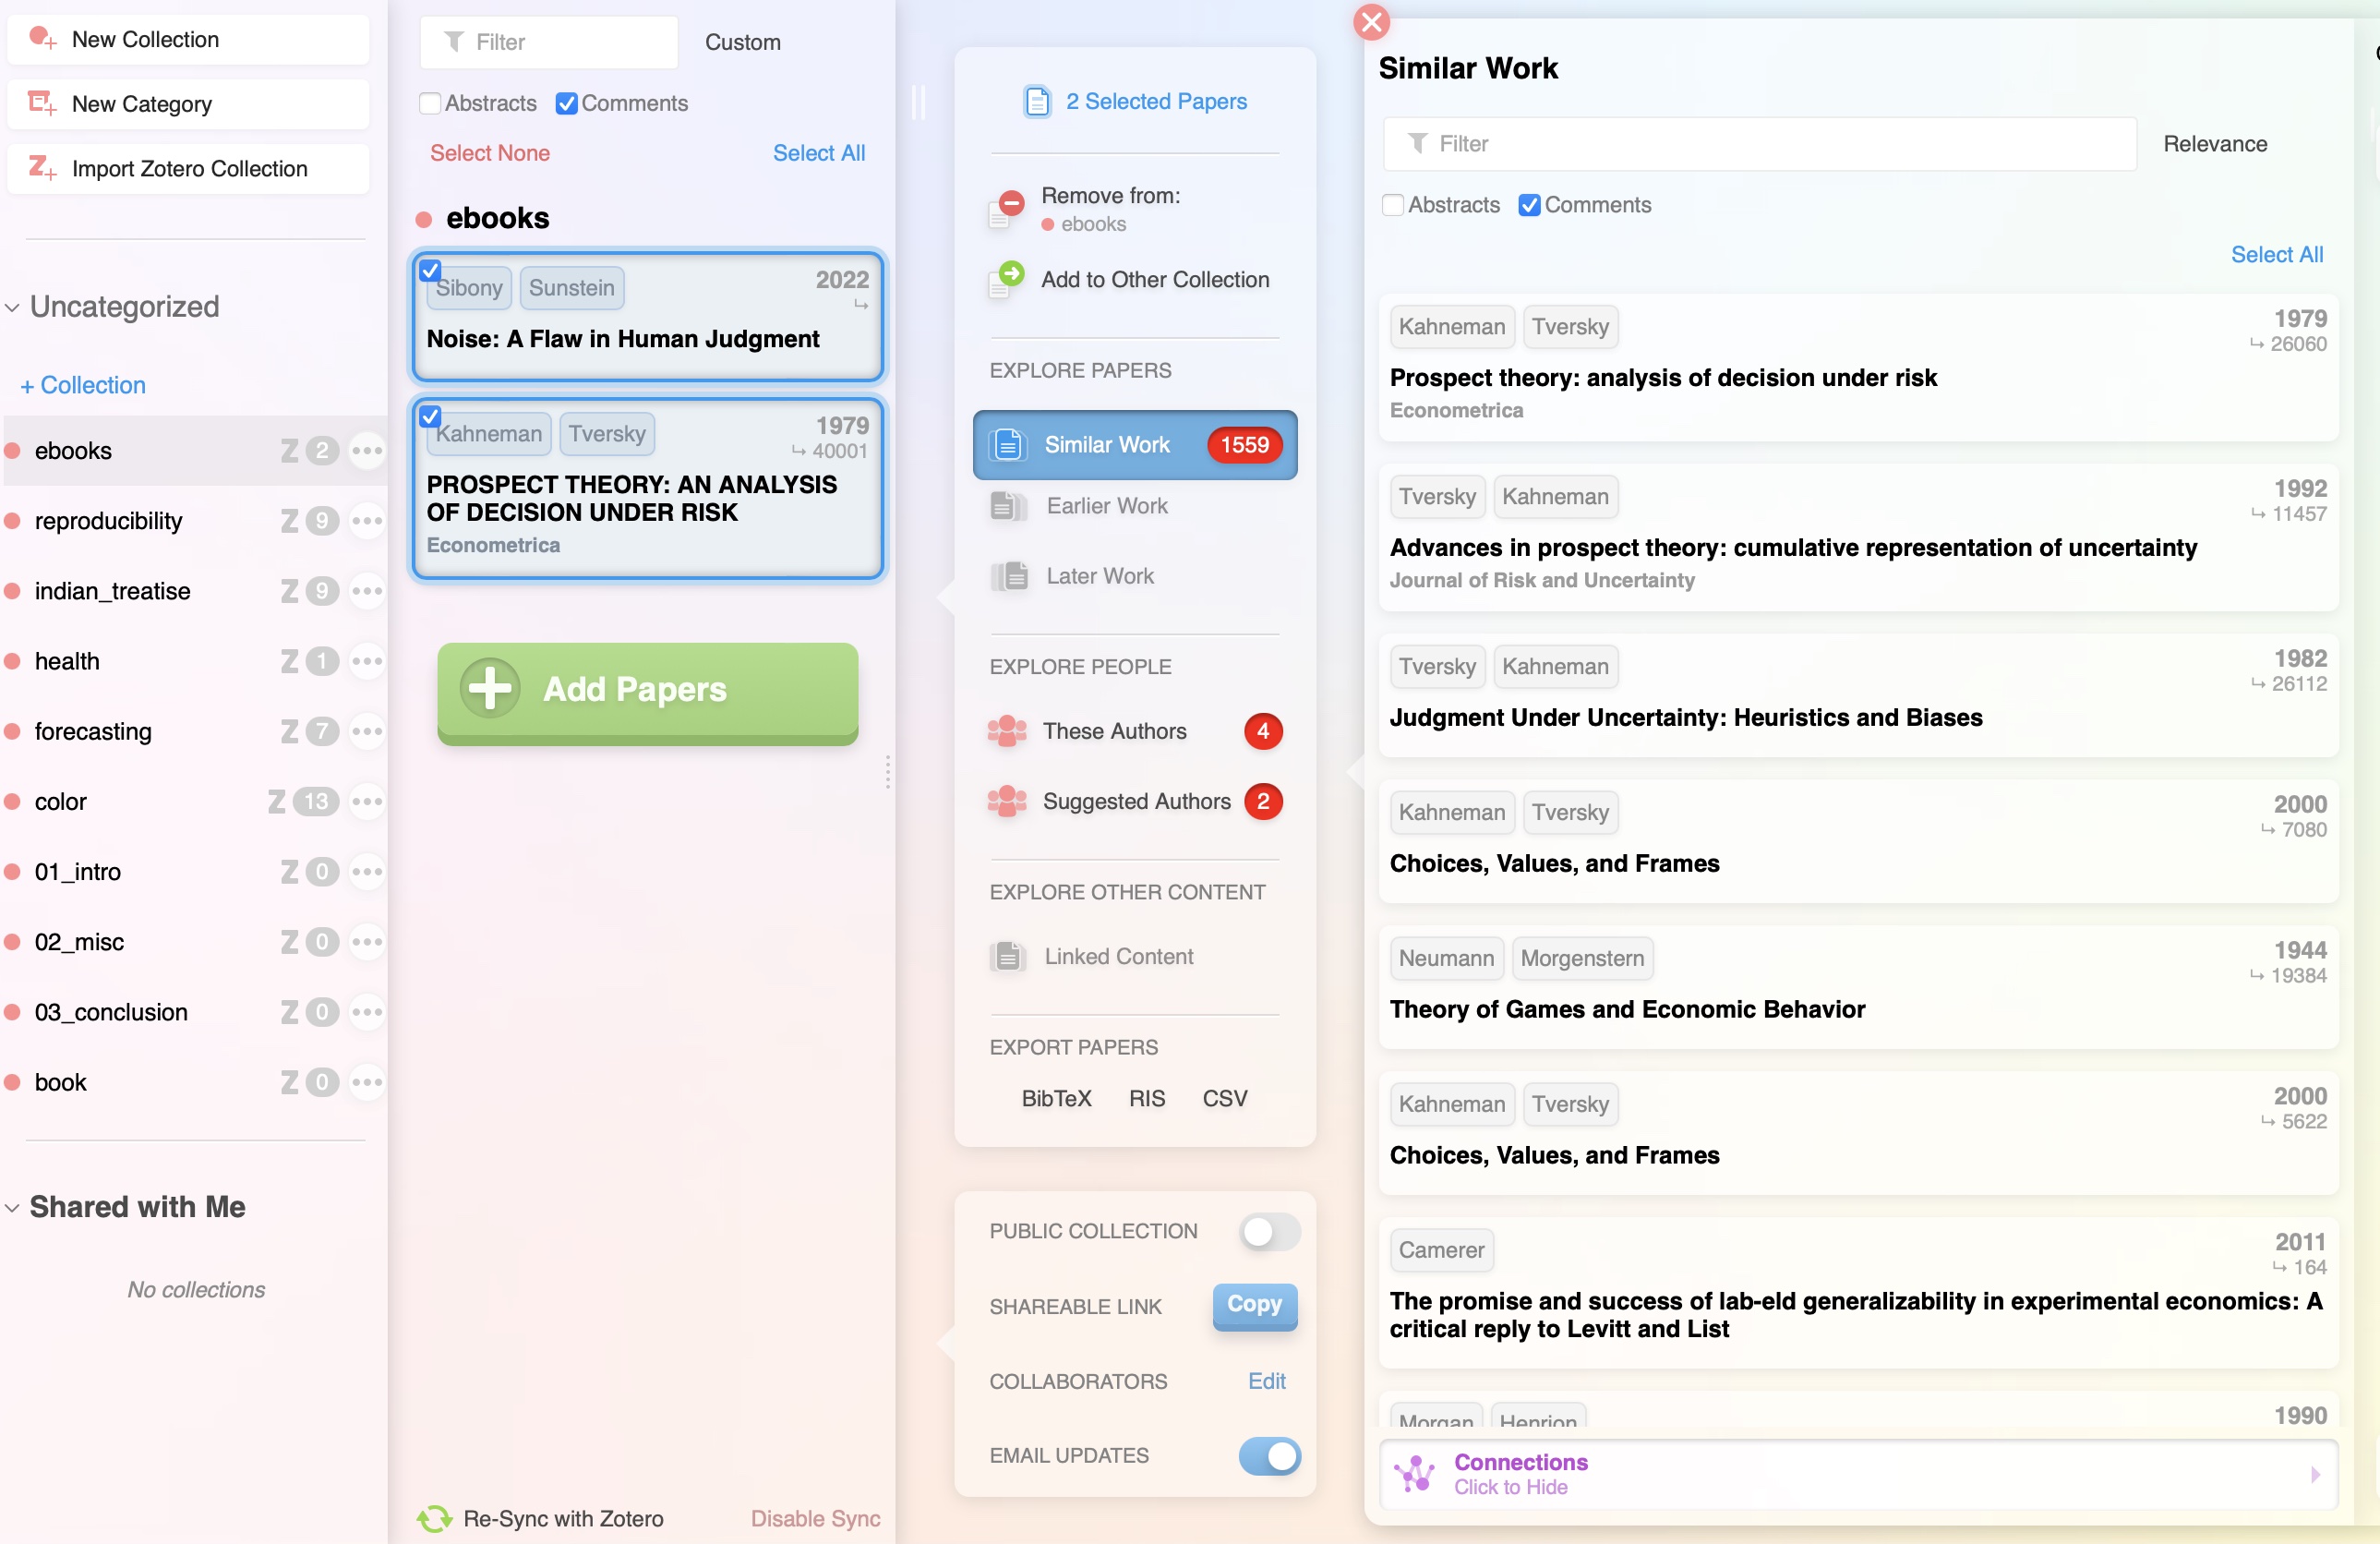 New Collection
New Category
Import Zotero Collection
Uncategorized
+ Collection
ebooks Z 2
reproducibility Z 9
indian_treatise Z 9
health Z 1
forecasting Z 7
color Z 13
01_intro Z 0
02_misc Z 0
03_conclusion Z 0
book Z 0
Shared with Me
No collections
Filter Custom
Abstracts Comments
Select None Select All
ebooks
Sibony Sunstein 2022
Noise: A Flaw in Human Judgment
Kahneman Tversky 1979
40001
PROSPECT THEORY: AN ANALYSIS
OF DECISION UNDER RISK
Econometrica
Add Papers
Re-Sync with Zotero Disable Sync
2 Selected Papers
Remove from:
ebooks
Add to Other Collection
EXPLORE PAPERS
Similar Work 1559
Earlier Work
Later Work
EXPLORE PEOPLE
These Authors 4
Suggested Authors 2
EXPLORE OTHER CONTENT
Linked Content
EXPORT PAPERS
BibTeX RIS CSV
PUBLIC COLLECTION
SHAREABLE LINK Copy
COLLABORATORS Edit
EMAIL UPDATES
Similar Work
Filter Relevance
Abstracts Comments
Select All
Kahneman Tversky 1979
26060
Prospect theory: analysis of decision under risk
Econometrica
Tversky Kahneman 1992
11457
Advances in prospect theory: cumulative representation of uncertainty
Journal of Risk and Uncertainty
Tversky Kahneman 1982
26112
Judgment Under Uncertainty: Heuristics and Biases
Kahneman Tversky 2000
7080
Choices, Values, and Frames
Neumann Morgenstern 1944
19384
Theory of Games and Economic Behavior
Kahneman Tversky 2000
5622
Choices, Values, and Frames
Camerer 2011
164
The promise and success of lab-eld generalizability in experimental economics: A
critical reply to Levitt and List
Morgan Henrion 1990
Connections
Click to Hide